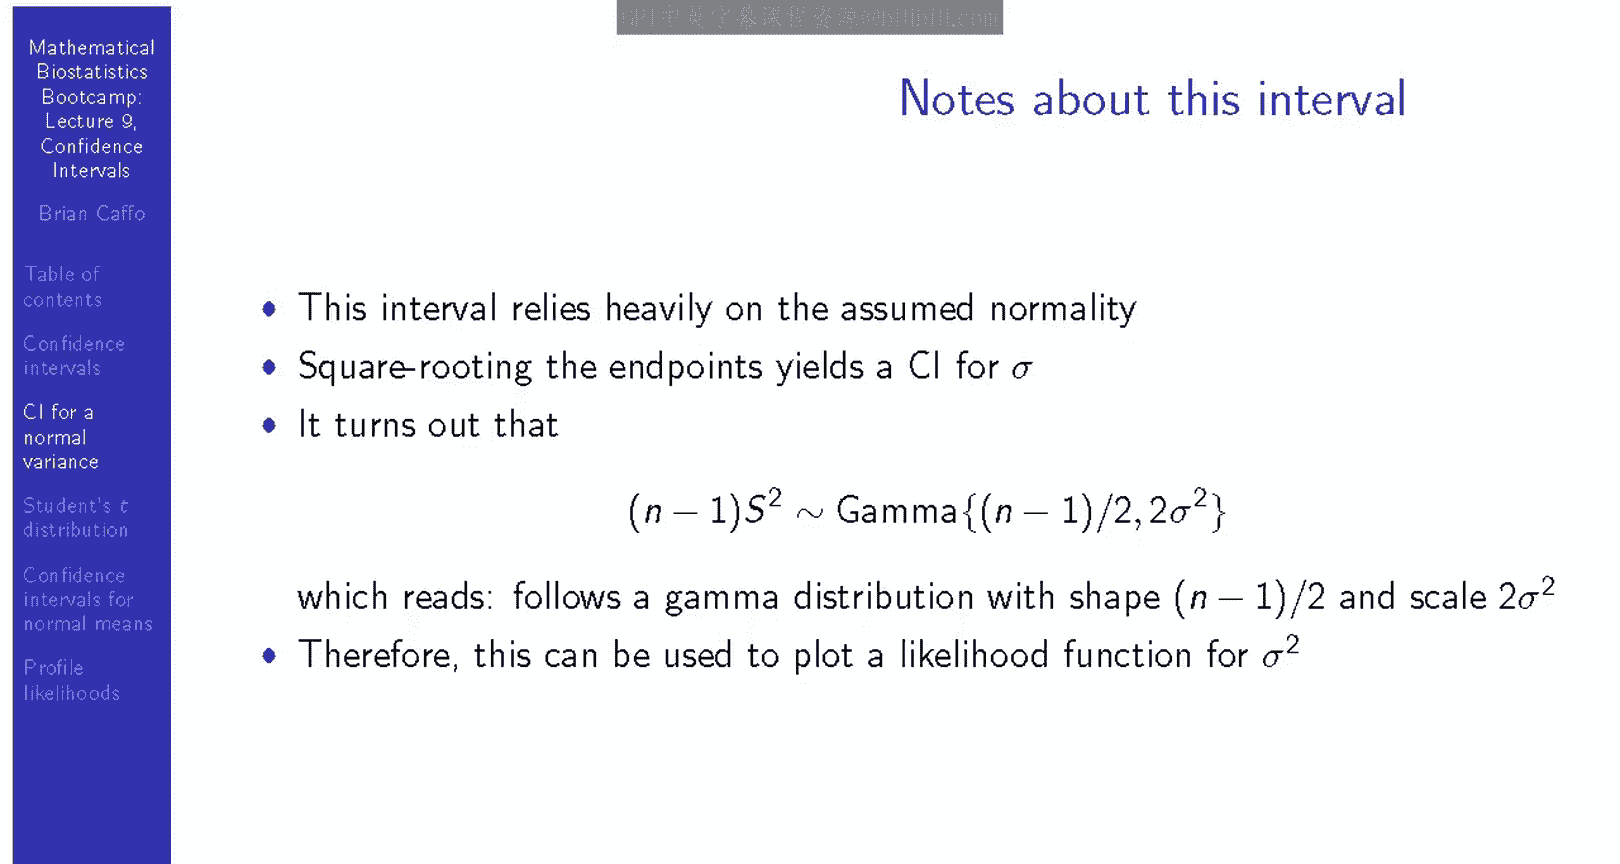 Mathematical
Biostatistics
Bootcamp:
Lecture 9,
Confidence
Intervals
Brian Caffo
Table of
contents
Confidence
intervals
CI for a
normal
variance
Student's t
distribution
Confidence
intervals for
normal means
Profile
likelihoods
Notes about this interval
• This interval relies heavily on the assumed normality
• Square-rooting the endpoints yields a CI for σ
• It turns out that
(n − 1)S² ∼ Gamma{(n − 1)/2, 2σ²}
which reads: follows a gamma distribution with shape (n − 1)/2 and scale 2σ²
• Therefore, this can be used to plot a likelihood function for σ²